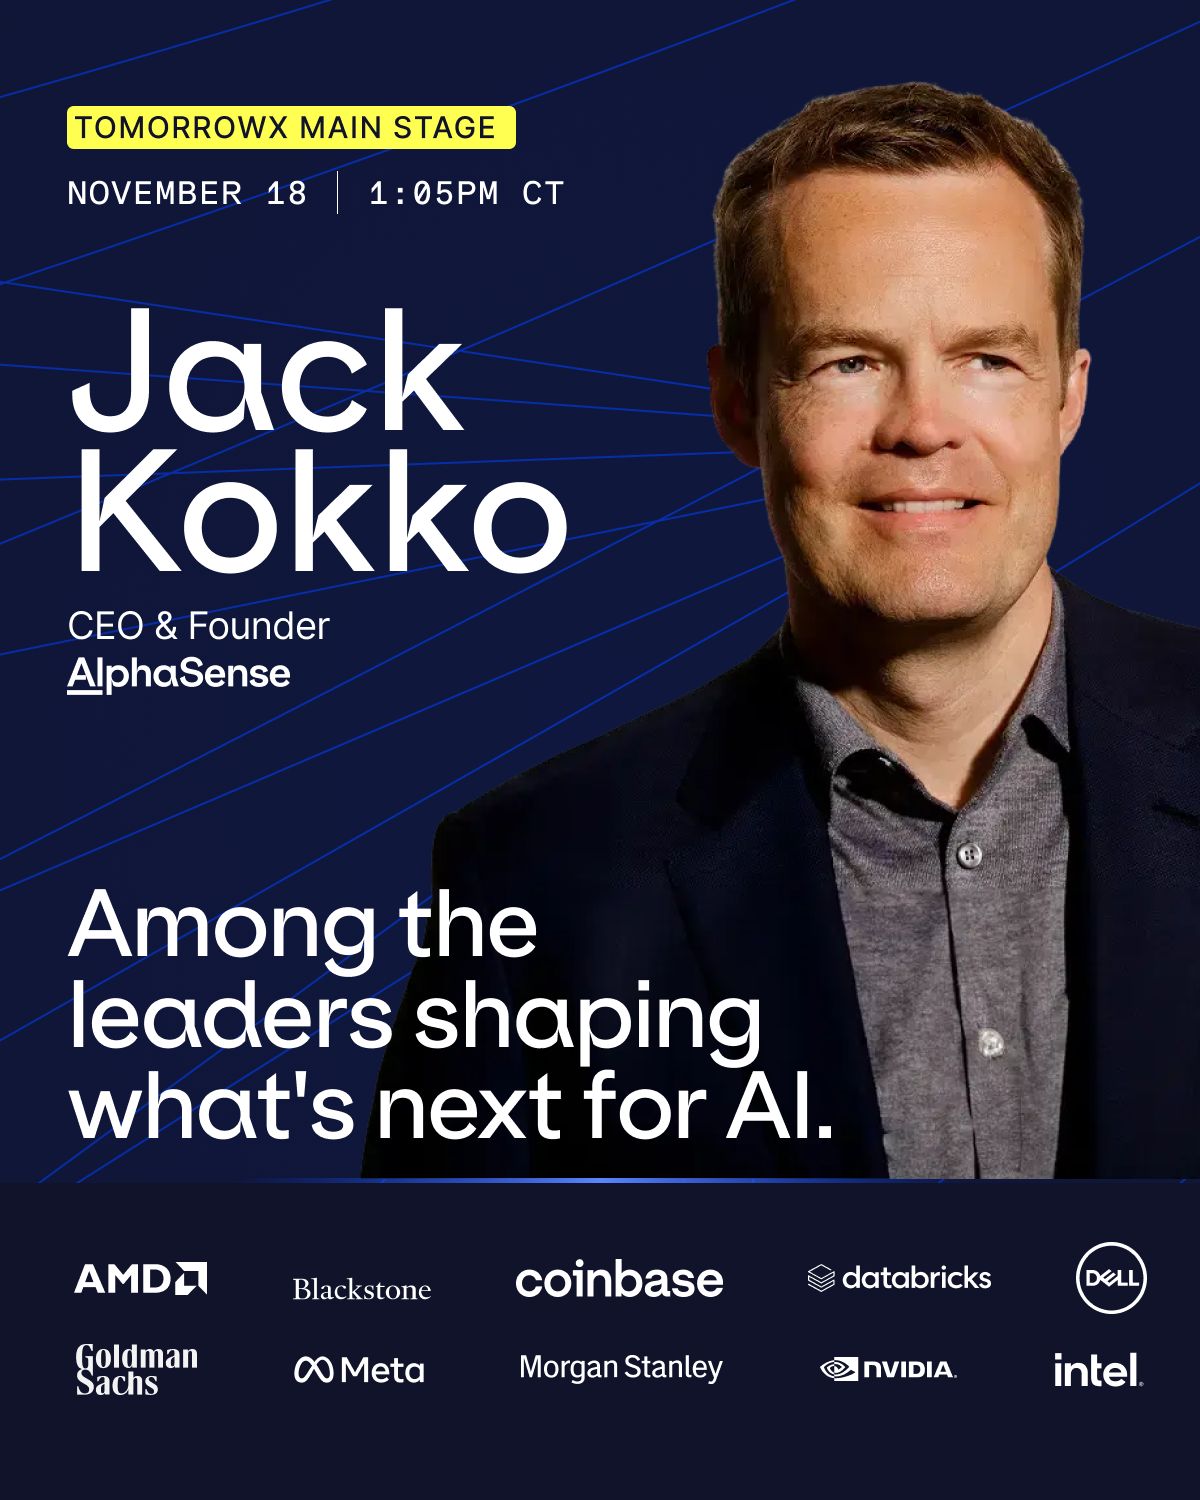 TOMORROWX MAIN STAGE
NOVEMBER 18 | 1:05PM CT
Jack
Kokko
CEO & Founder
AlphaSense
Among the
leaders shaping
what's next for AI.
AMD
Blackstone
coinbase
databricks
DELL
Goldman
Sachs
Meta
Morgan Stanley
NVIDIA.
intel.